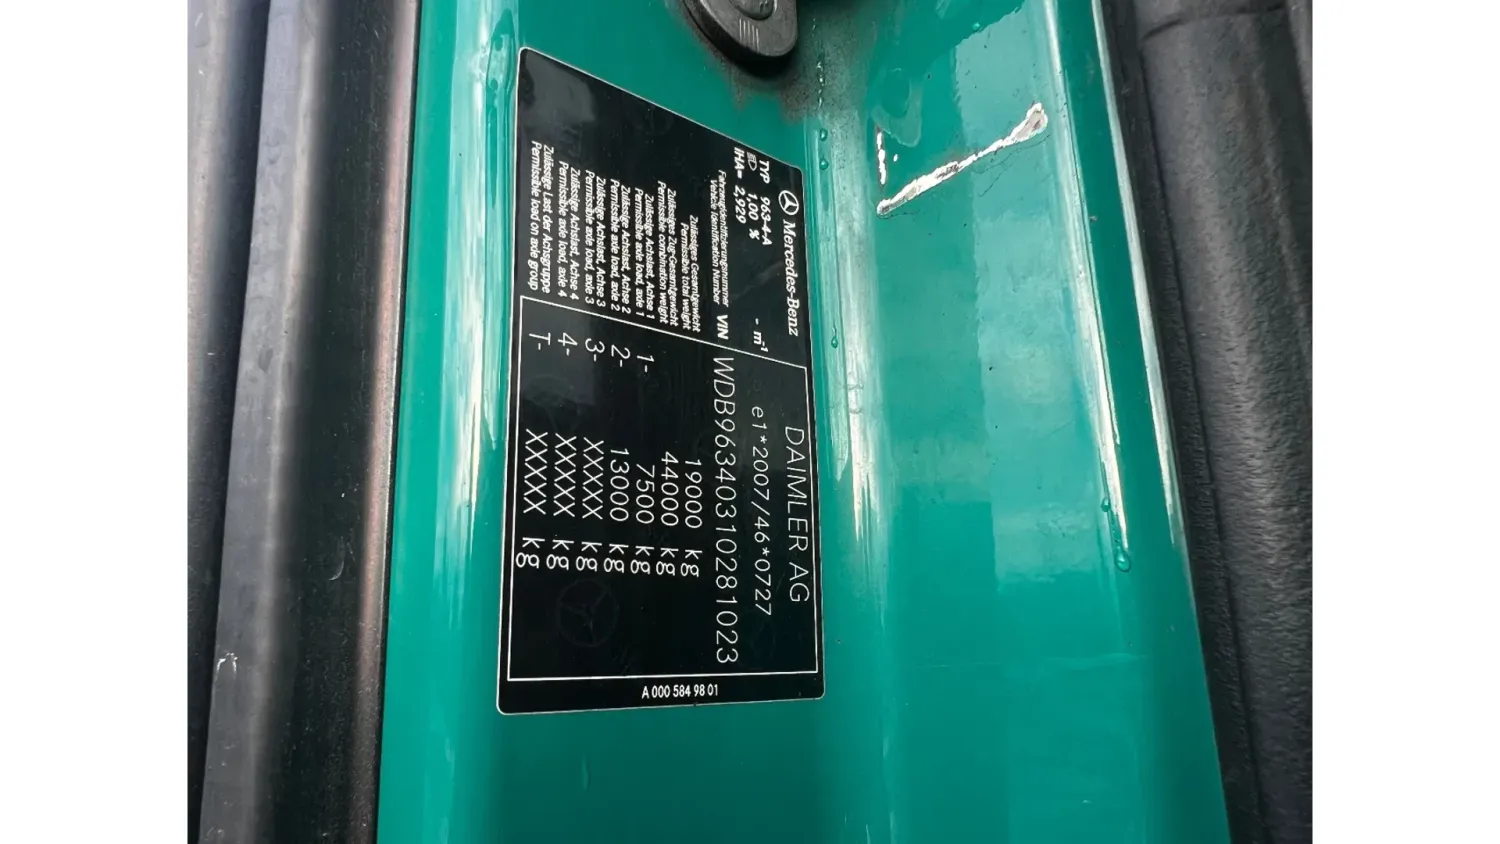 Mercedes-Benz
DAIMLER AG
TYP 963-4-A
1,00 % - m⁻¹
e1*2007/46*0727
IHA= 2,929
Fahrzeugidentifizierungsnummer
Vehicle Identification Number VIN WDB9634031028 1023
Zulässiges Gesamtgewicht
Permissible total weight 19000 kg
Zulässiges Zug-Gesamtgewicht
Permissible combination weight 44000 kg
Zulässige Achslast, Achse 1
Permissible axle load, axle 1 1- 7500 kg
Zulässige Achslast, Achse 2
Permissible axle load, axle 2 2- 13000 kg
Zulässige Achslast, Achse 3
Permissible axle load, axle 3 3- XXXXX kg
Zulässige Achslast, Achse 4
Permissible axle load, axle 4 4- XXXXX kg
Zulässige Last der Achsgruppe
Permissible load on axle group T- XXXXX kg
A 000 584 98 01